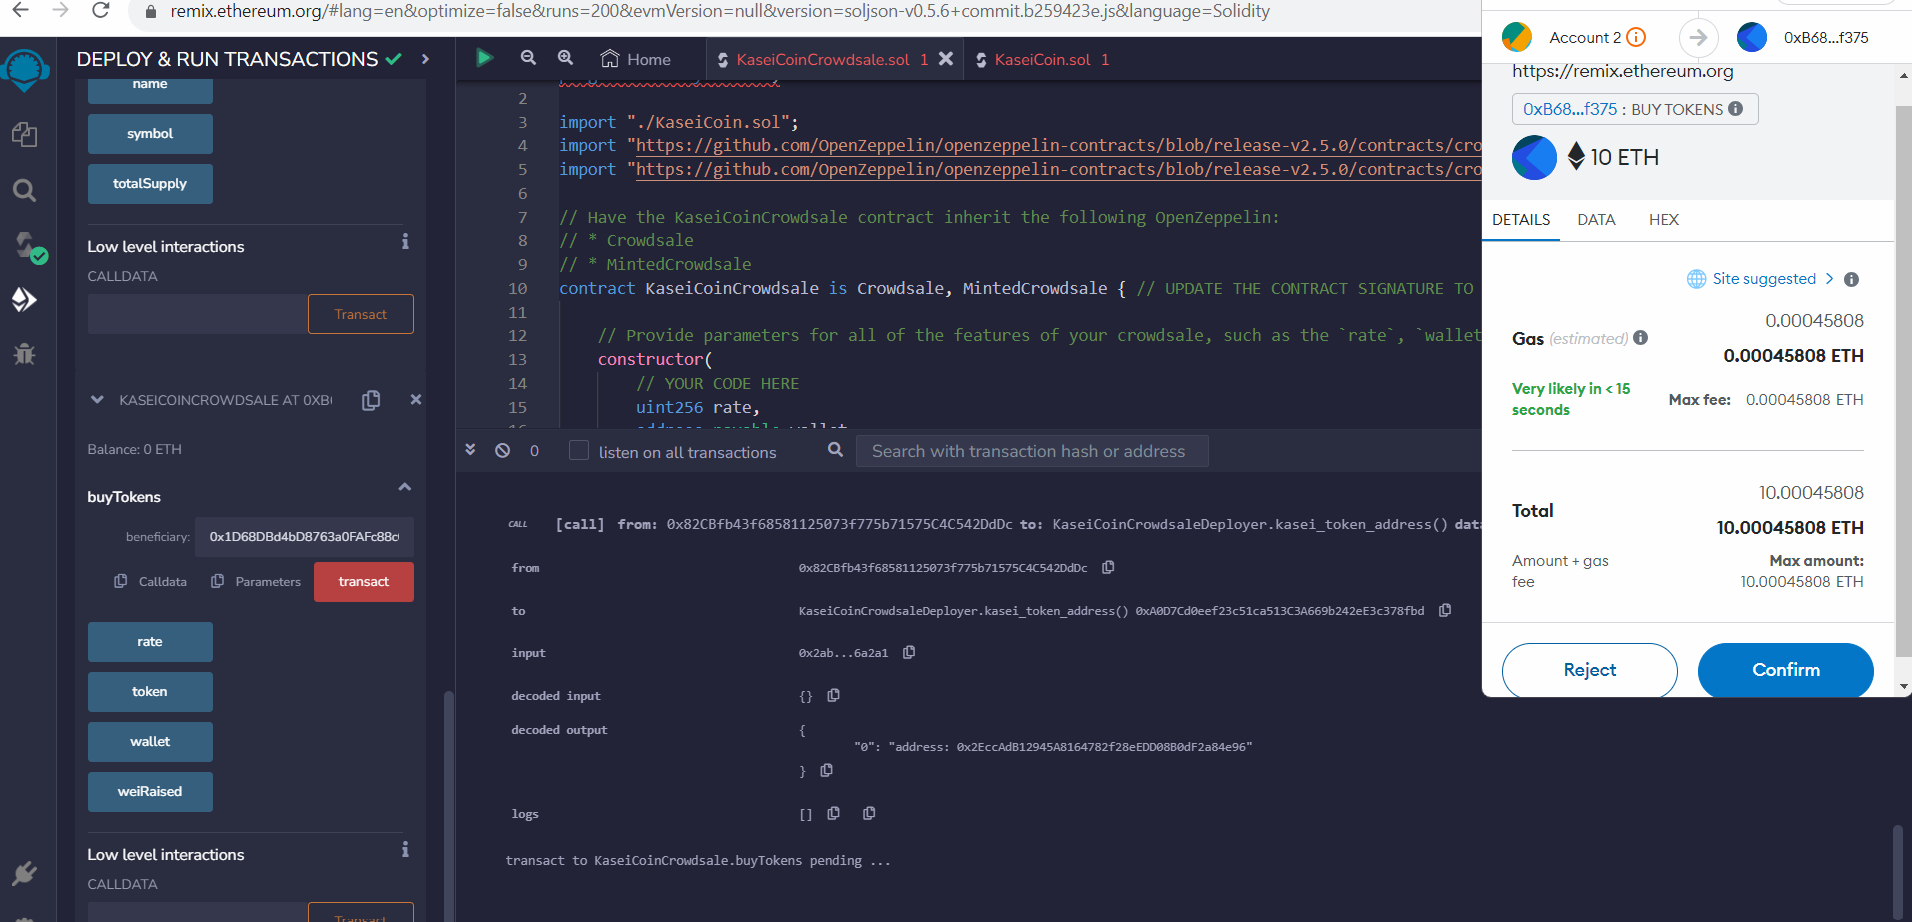 remix.ethereum.org/#lang=en&optimize=false&runs=200&evmVersion=null&version=soljson-v0.5.6+commit.b259423e.js&language=Solidity
DEPLOY & RUN TRANSACTIONS
name
symbol
totalSupply
Low level interactions
CALLDATA
Transact
KASEICOINCROWDSALE AT 0XB
Balance: 0 ETH
buyTokens
beneficiary: 0x1D68DBd4bD8763a0FAFc88c
Calldata Parameters transact
rate
token
wallet
weiRaised
Low level interactions
CALLDATA
Transact
Home KaseiCoinCrowdsale.sol 1 KaseiCoin.sol 1
2
3 import "./KaseiCoin.sol";
4 import "https://github.com/OpenZeppelin/openzeppelin-contracts/blob/release-v2.5.0/contracts/cro
5 import "https://github.com/OpenZeppelin/openzeppelin-contracts/blob/release-v2.5.0/contracts/cro
6
7 // Have the KaseiCoinCrowdsale contract inherit the following OpenZeppelin:
8 // * Crowdsale
9 // * MintedCrowdsale
10 contract KaseiCoinCrowdsale is Crowdsale, MintedCrowdsale { // UPDATE THE CONTRACT SIGNATURE TO
11
12 // Provide parameters for all of the features of your crowdsale, such as the `rate`, `wallet
13 constructor(
14 // YOUR CODE HERE
15 uint256 rate,
16 address payable wallet
0 listen on all transactions Search with transaction hash or address
CALL [call] from: 0x82CBfb43f68581125073f775b71575C4C542DdDc to: KaseiCoinCrowdsaleDeployer.kasei_token_address() data
from 0x82CBfb43f68581125073f775b71575C4C542DdDc
to KaseiCoinCrowdsaleDeployer.kasei_token_address() 0xA0D7Cd0eef23c51ca513C3A669b242eE3c378fbd
input 0x2ab...6a2a1
decoded input {}
decoded output {
"0": "address: 0x2EccAdB12945A8164782f28eEDD08B0dF2a84e96"
}
logs []
transact to KaseiCoinCrowdsale.buyTokens pending ...
Account 2 0xB68...f375
https://remix.ethereum.org
0xB68...f375 : BUY TOKENS
10 ETH
DETAILS DATA HEX
Site suggested >
0.00045808
Gas (estimated) 0.00045808 ETH
Very likely in < 15 seconds
Max fee: 0.00045808 ETH
10.00045808
Total 10.00045808 ETH
Amount + gas fee
Max amount:
10.00045808 ETH
Reject Confirm